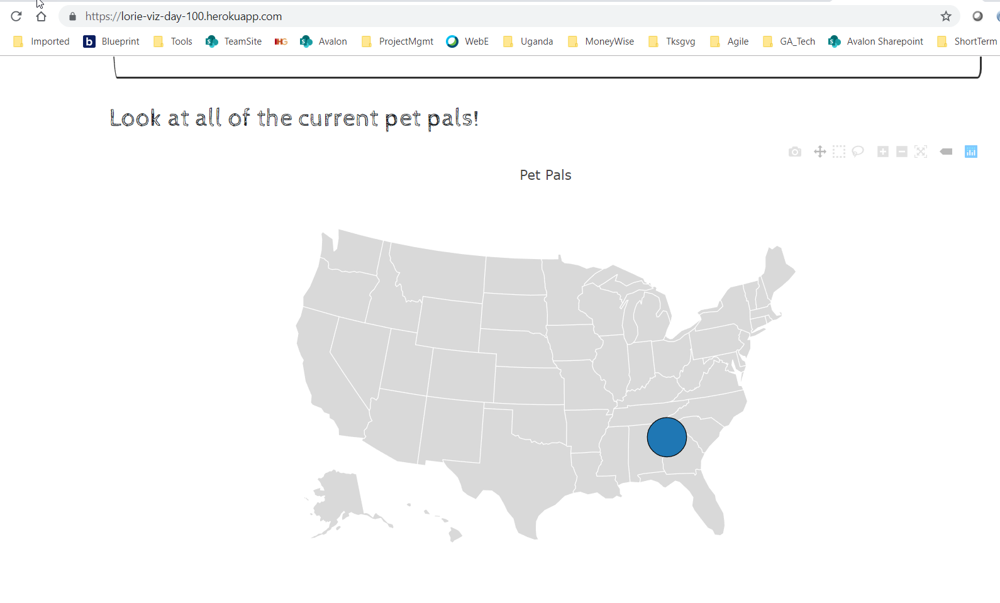 https://lorie-viz-day-100.herokuapp.com
Imported b Blueprint Tools S TeamSite IHG S Avalon ProjectMgmt WebE Uganda MoneyWise Tksgvg Agile GA_Tech S Avalon Sharepoint ShortTerm
Look at all of the current pet pals!
Pet Pals